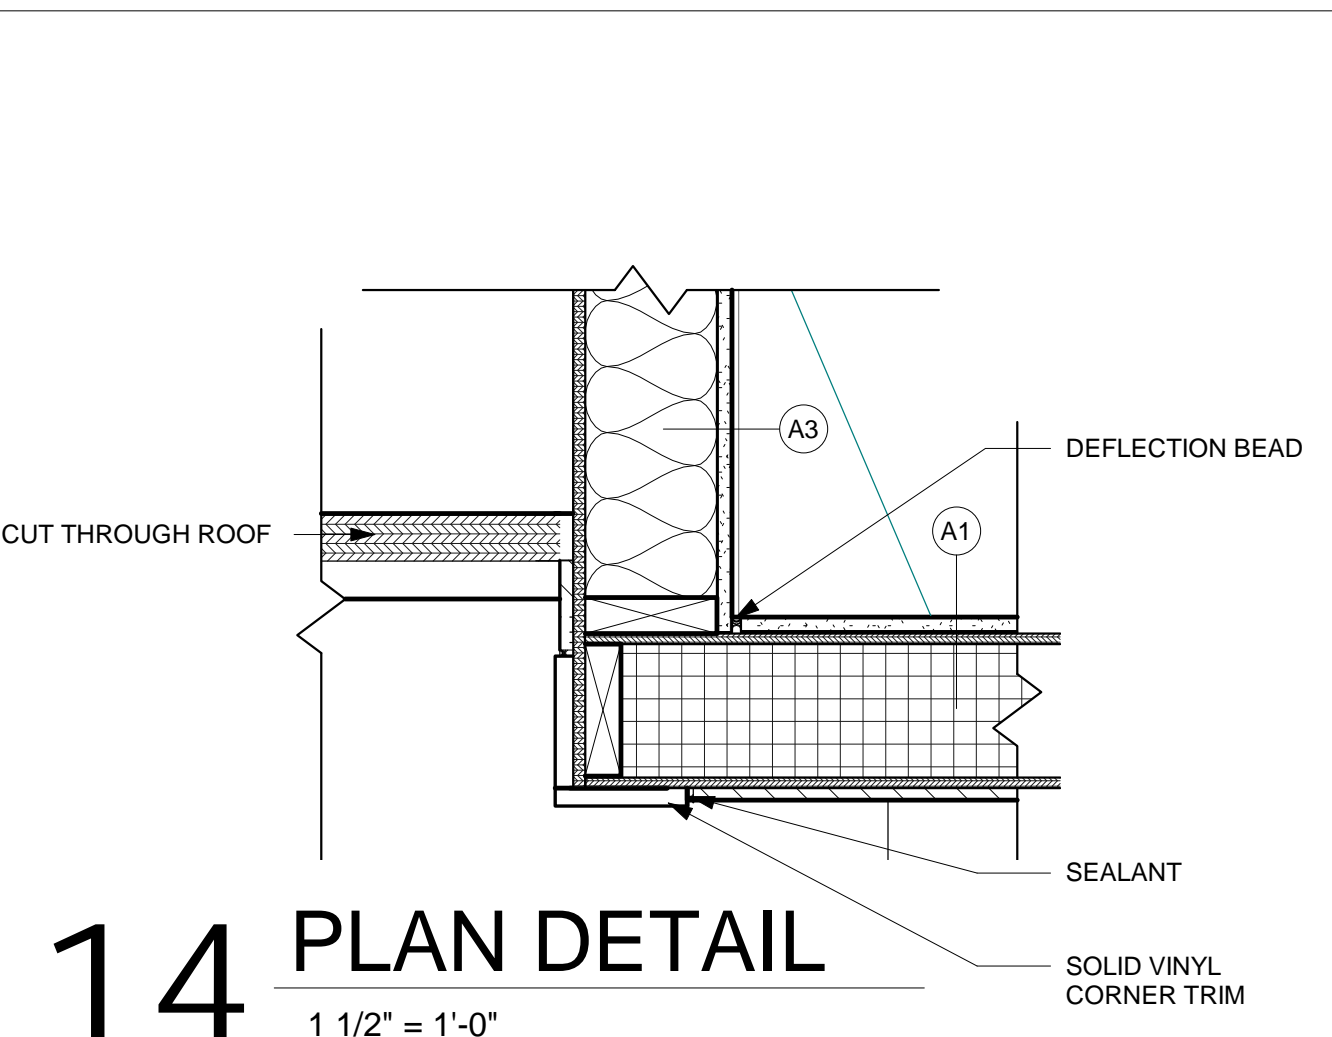 A3
DEFLECTION BEAD
CUT THROUGH ROOF
A1
SEALANT
SOLID VINYL
CORNER TRIM
14
PLAN DETAIL
1 1/2" = 1'-0"